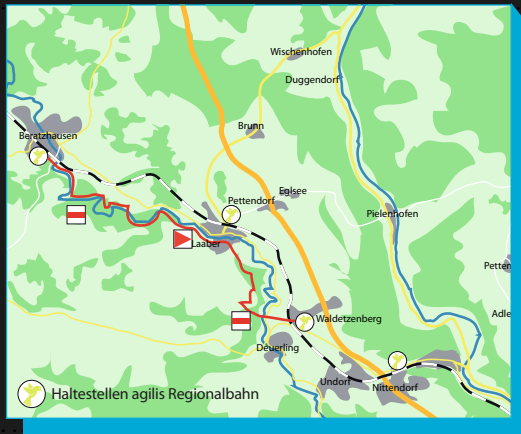 Wischenhofen
Duggendorf
Brunn
Beratzhausen
Eglsee
Pettendorf
Pielenhofen
Laaber
Petten
Adle
Waldetzenberg
Deuerling
Undorf
Nittendorf
Haltestellen agilis Regionalbahn